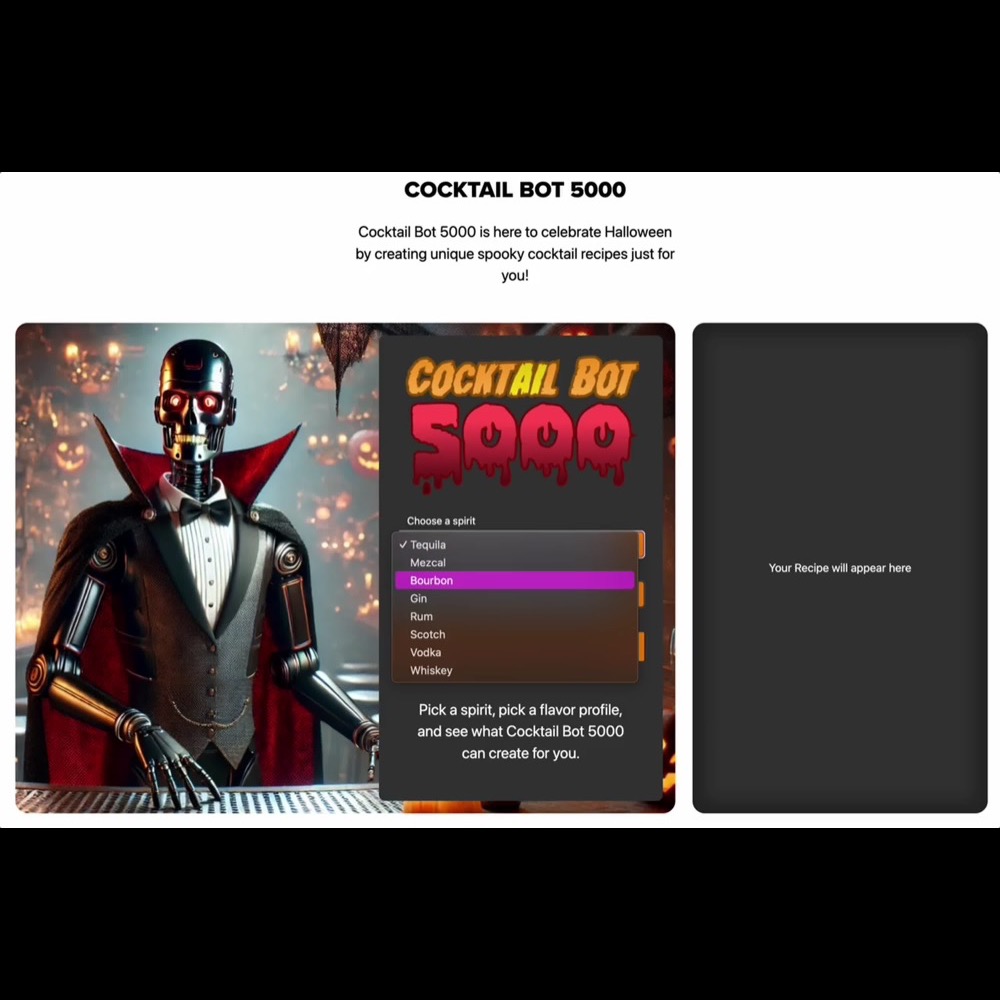 COCKTAIL BOT 5000
Cocktail Bot 5000 is here to celebrate Halloween
by creating unique spooky cocktail recipes just for
you!
COCKTAIL BOT
5000
Choose a spirit
✓ Tequila
Mezcal
Bourbon
Gin
Rum
Scotch
Vodka
Whiskey
Pick a spirit, pick a flavor profile,
and see what Cocktail Bot 5000
can create for you.
Your Recipe will appear here